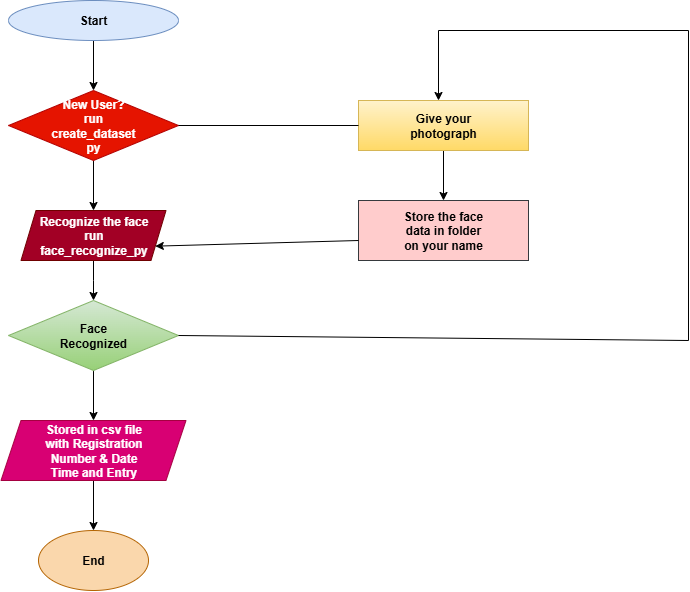 Start
New User?
run
create_dataset
py
Give your
photograph
Recognize the face
run
face_recognize_py
Store the face
data in folder
on your name
Face
Recognized
Stored in csv file
with Registration
Number & Date
Time and Entry
End